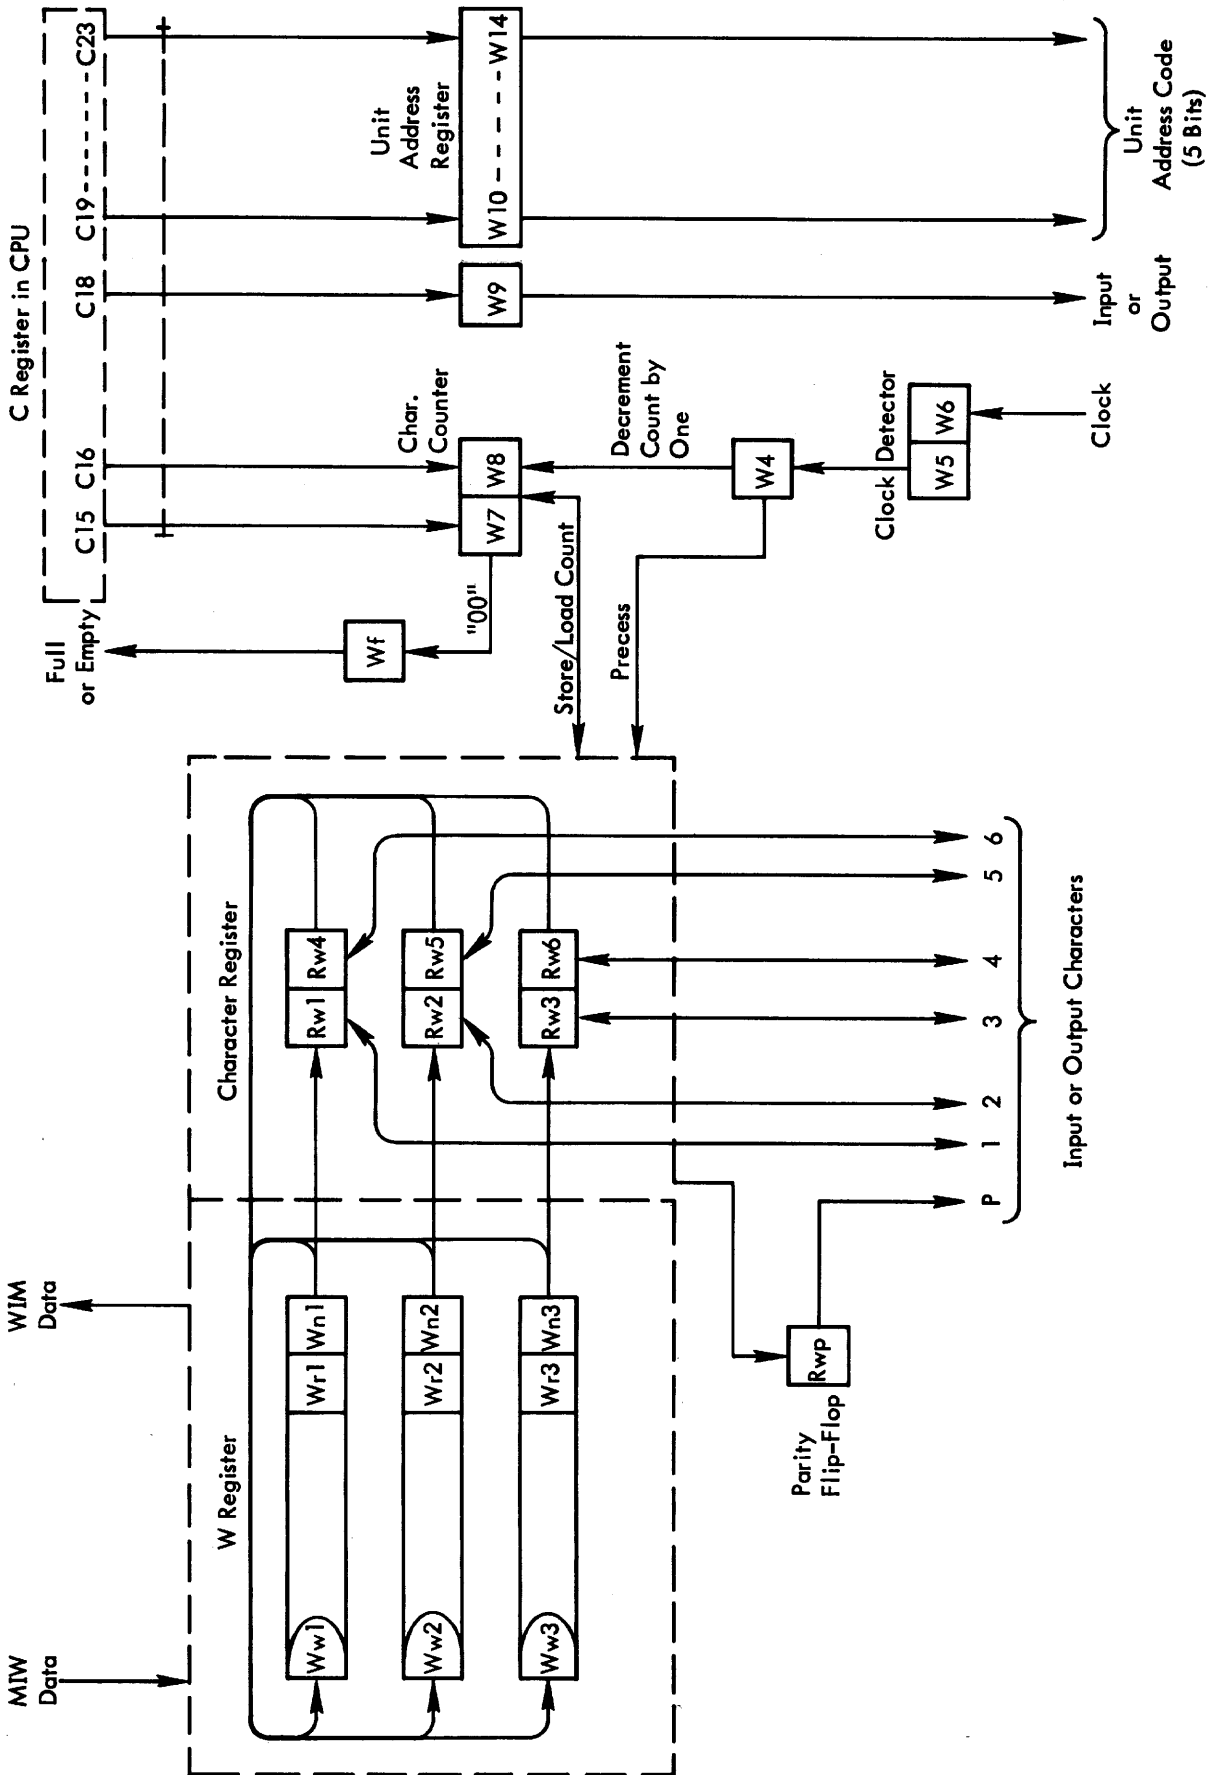 MIW
Data
WIM
Data
W Register
Character Register
Ww1
Wr1
Wn1
Rw1
Rw4
Ww2
Wr2
Wn2
Rw2
Rw5
Ww3
Wr3
Wn3
Rw3
Rw6
Parity
Flip-Flop
Rwp
P
1
2
3
4
5
6
Input or Output Characters
C Register in CPU
Full
or Empty
C15
C16
C18
C19------C23
Wf
"00"
Char.
Counter
W7
W8
W9
Unit
Address
Register
W10-----W14
Store/Load Count
Precess
Decrement
Count by
One
W4
Clock Detector
W5
W6
Clock
Input
or
Output
Unit
Address Code
(5 Bits)